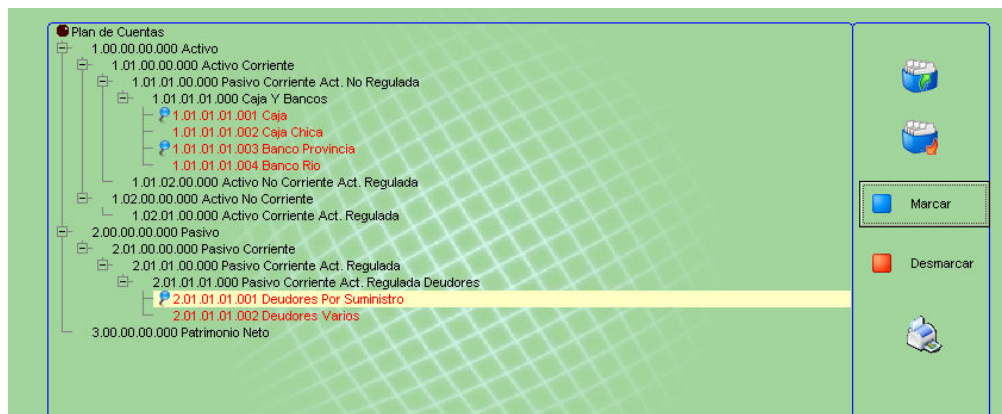 Plan de Cuentas
1.00.00.00.000 Activo
1.01.00.00.000 Activo Corriente
1.01.01.00.000 Pasivo Corriente Act. No Regulada
1.01.01.01.000 Caja Y Bancos
1.01.01.01.001 Caja
1.01.01.01.002 Caja Chica
1.01.01.01.003 Banco Provincia
1.01.01.01.004 Banco Rio
1.01.02.00.000 Activo No Corriente Act. Regulada
1.02.00.00.000 Activo No Corriente
1.02.01.00.000 Activo Corriente Act. Regulada
2.00.00.00.000 Pasivo
2.01.00.00.000 Pasivo Corriente
2.01.01.00.000 Pasivo Corriente Act. Regulada
2.01.01.01.000 Pasivo Corriente Act. Regulada Deudores
2.01.01.01.001 Deudores Por Suministro
2.01.01.01.002 Deudores Varios
3.00.00.00.000 Patrimonio Neto
Marcar
Desmarcar